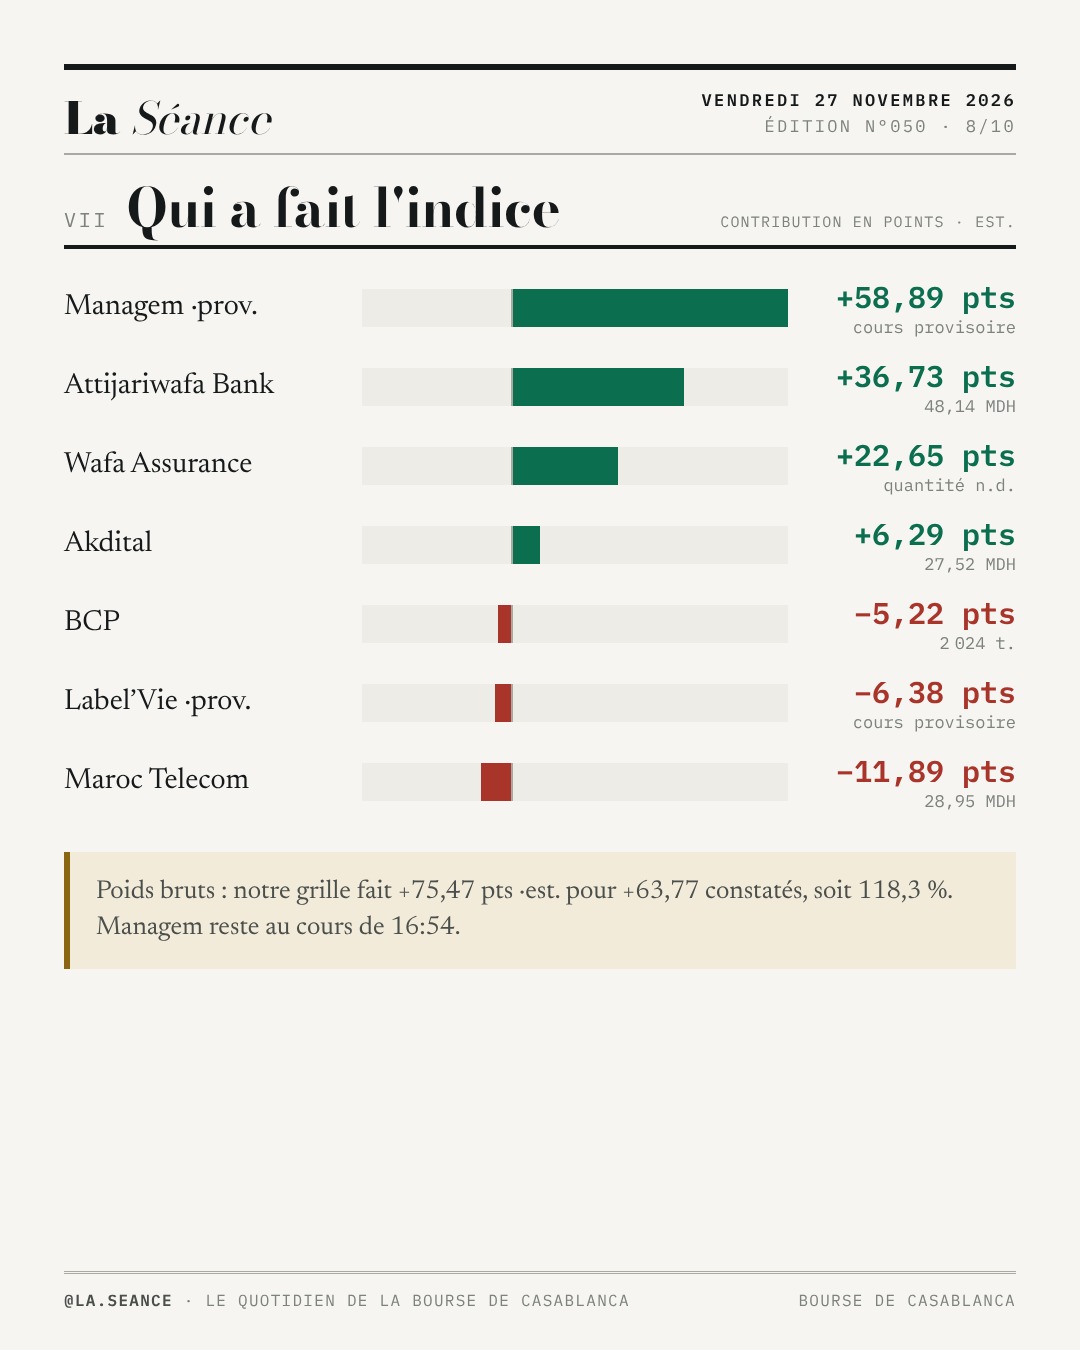 La Séance
VENDREDI 27 NOVEMBRE 2026
ÉDITION N°050 · 8/10
VII Qui a fait l'indice
CONTRIBUTION EN POINTS · EST.
Managem ·prov.
+58,89 pts
cours provisoire
Attijariwafa Bank
+36,73 pts
48,14 MDH
Wafa Assurance
+22,65 pts
quantité n.d.
Akdital
+6,29 pts
27,52 MDH
BCP
−5,22 pts
2 024 t.
Label’Vie ·prov.
−6,38 pts
cours provisoire
Maroc Telecom
−11,89 pts
28,95 MDH
Poids bruts : notre grille fait +75,47 pts ·est. pour +63,77 constatés, soit 118,3 %.
Managem reste au cours de 16:54.
@LA.SEANCE · LE QUOTIDIEN DE LA BOURSE DE CASABLANCA
BOURSE DE CASABLANCA